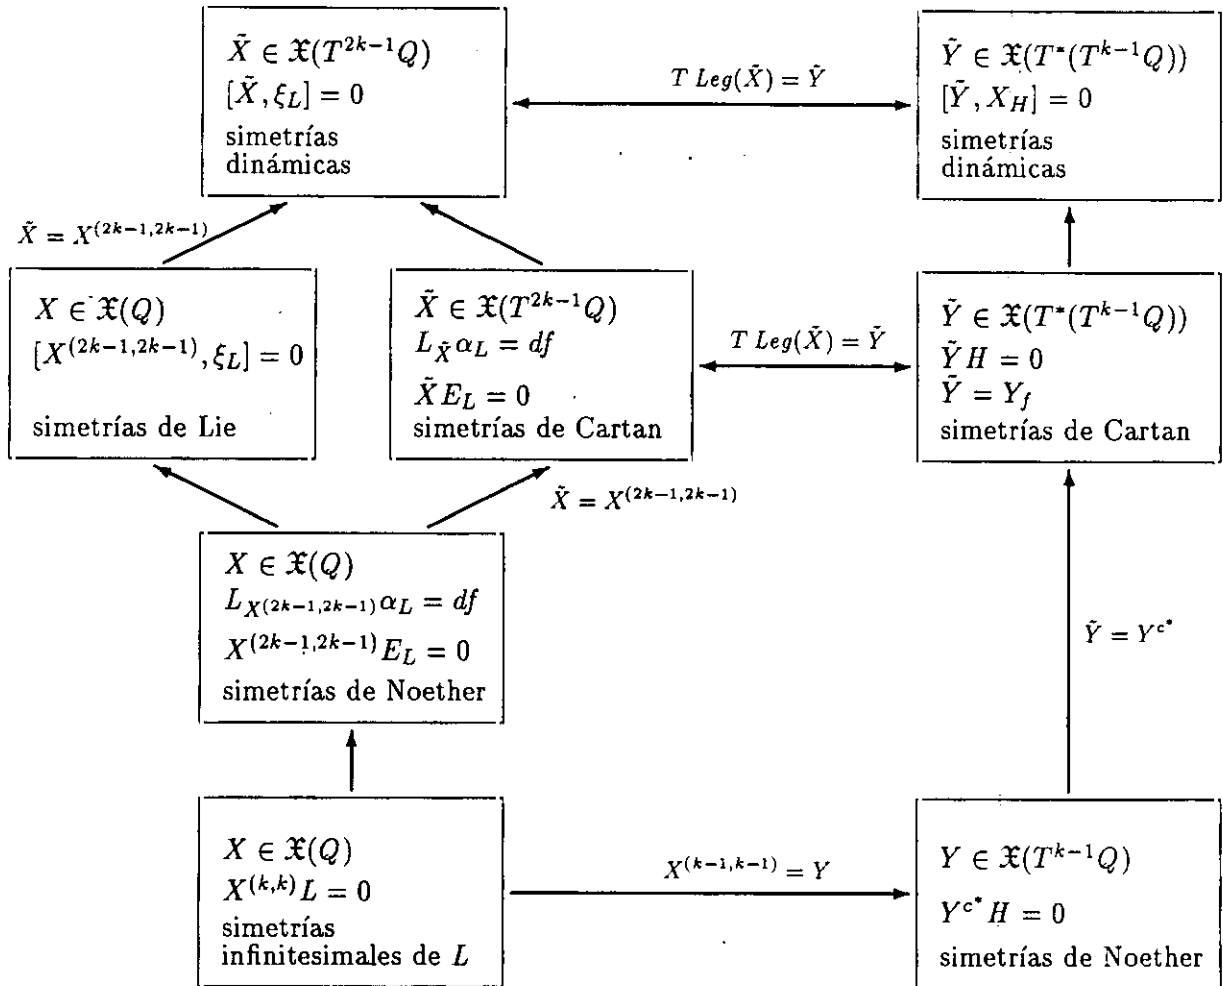 X̃ ∈ 𝔛(T^{2k−1}Q)
[X̃, ξ_L] = 0
simetrías
dinámicas
T Leg(X̃) = Ỹ
Ỹ ∈ 𝔛(T*(T^{k−1}Q))
[Ỹ, X_H] = 0
simetrías
dinámicas
X̃ = X^{(2k−1,2k−1)}
X ∈ 𝔛(Q)
[X^{(2k−1,2k−1)}, ξ_L] = 0
simetrías de Lie
X̃ ∈ 𝔛(T^{2k−1}Q)
L_{X̃}α_L = df
X̃E_L = 0
simetrías de Cartan
T Leg(X̃) = Ỹ
Ỹ ∈ 𝔛(T*(T^{k−1}Q))
ỸH = 0
Ỹ = Y_f
simetrías de Cartan
X̃ = X^{(2k−1,2k−1)}
X ∈ 𝔛(Q)
L_{X^{(2k−1,2k−1)}}α_L = df
X^{(2k−1,2k−1)}E_L = 0
simetrías de Noether
Ỹ = Y^{c*}
X ∈ 𝔛(Q)
X^{(k,k)}L = 0
simetrías
infinitesimales de L
X^{(k−1,k−1)} = Y
Y ∈ 𝔛(T^{k−1}Q)
Y^{c*}H = 0
simetrías de Noether